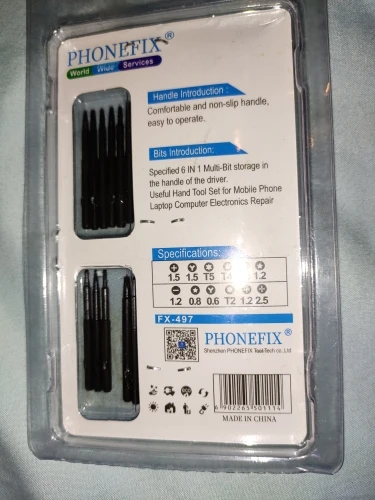 PHONEFIX®
World Wide Services
Handle Introduction :
Comfortable and non-slip handle,
easy to operate.
Bits Introduction:
Specified 6 IN 1 Multi-Bit storage in
the handle of the driver.
Useful Hand Tool Set for Mobile Phone
Laptop Computer Electronics Repair
Specifications:
1.5 1.5 T5 1.2
1.2 0.8 0.6 T2 1.2 2.5
FX-497
PHONEFIX®
Shenzhen PHONEFIX Tool Tech co.,Ltd
6902265501114
MADE IN CHINA